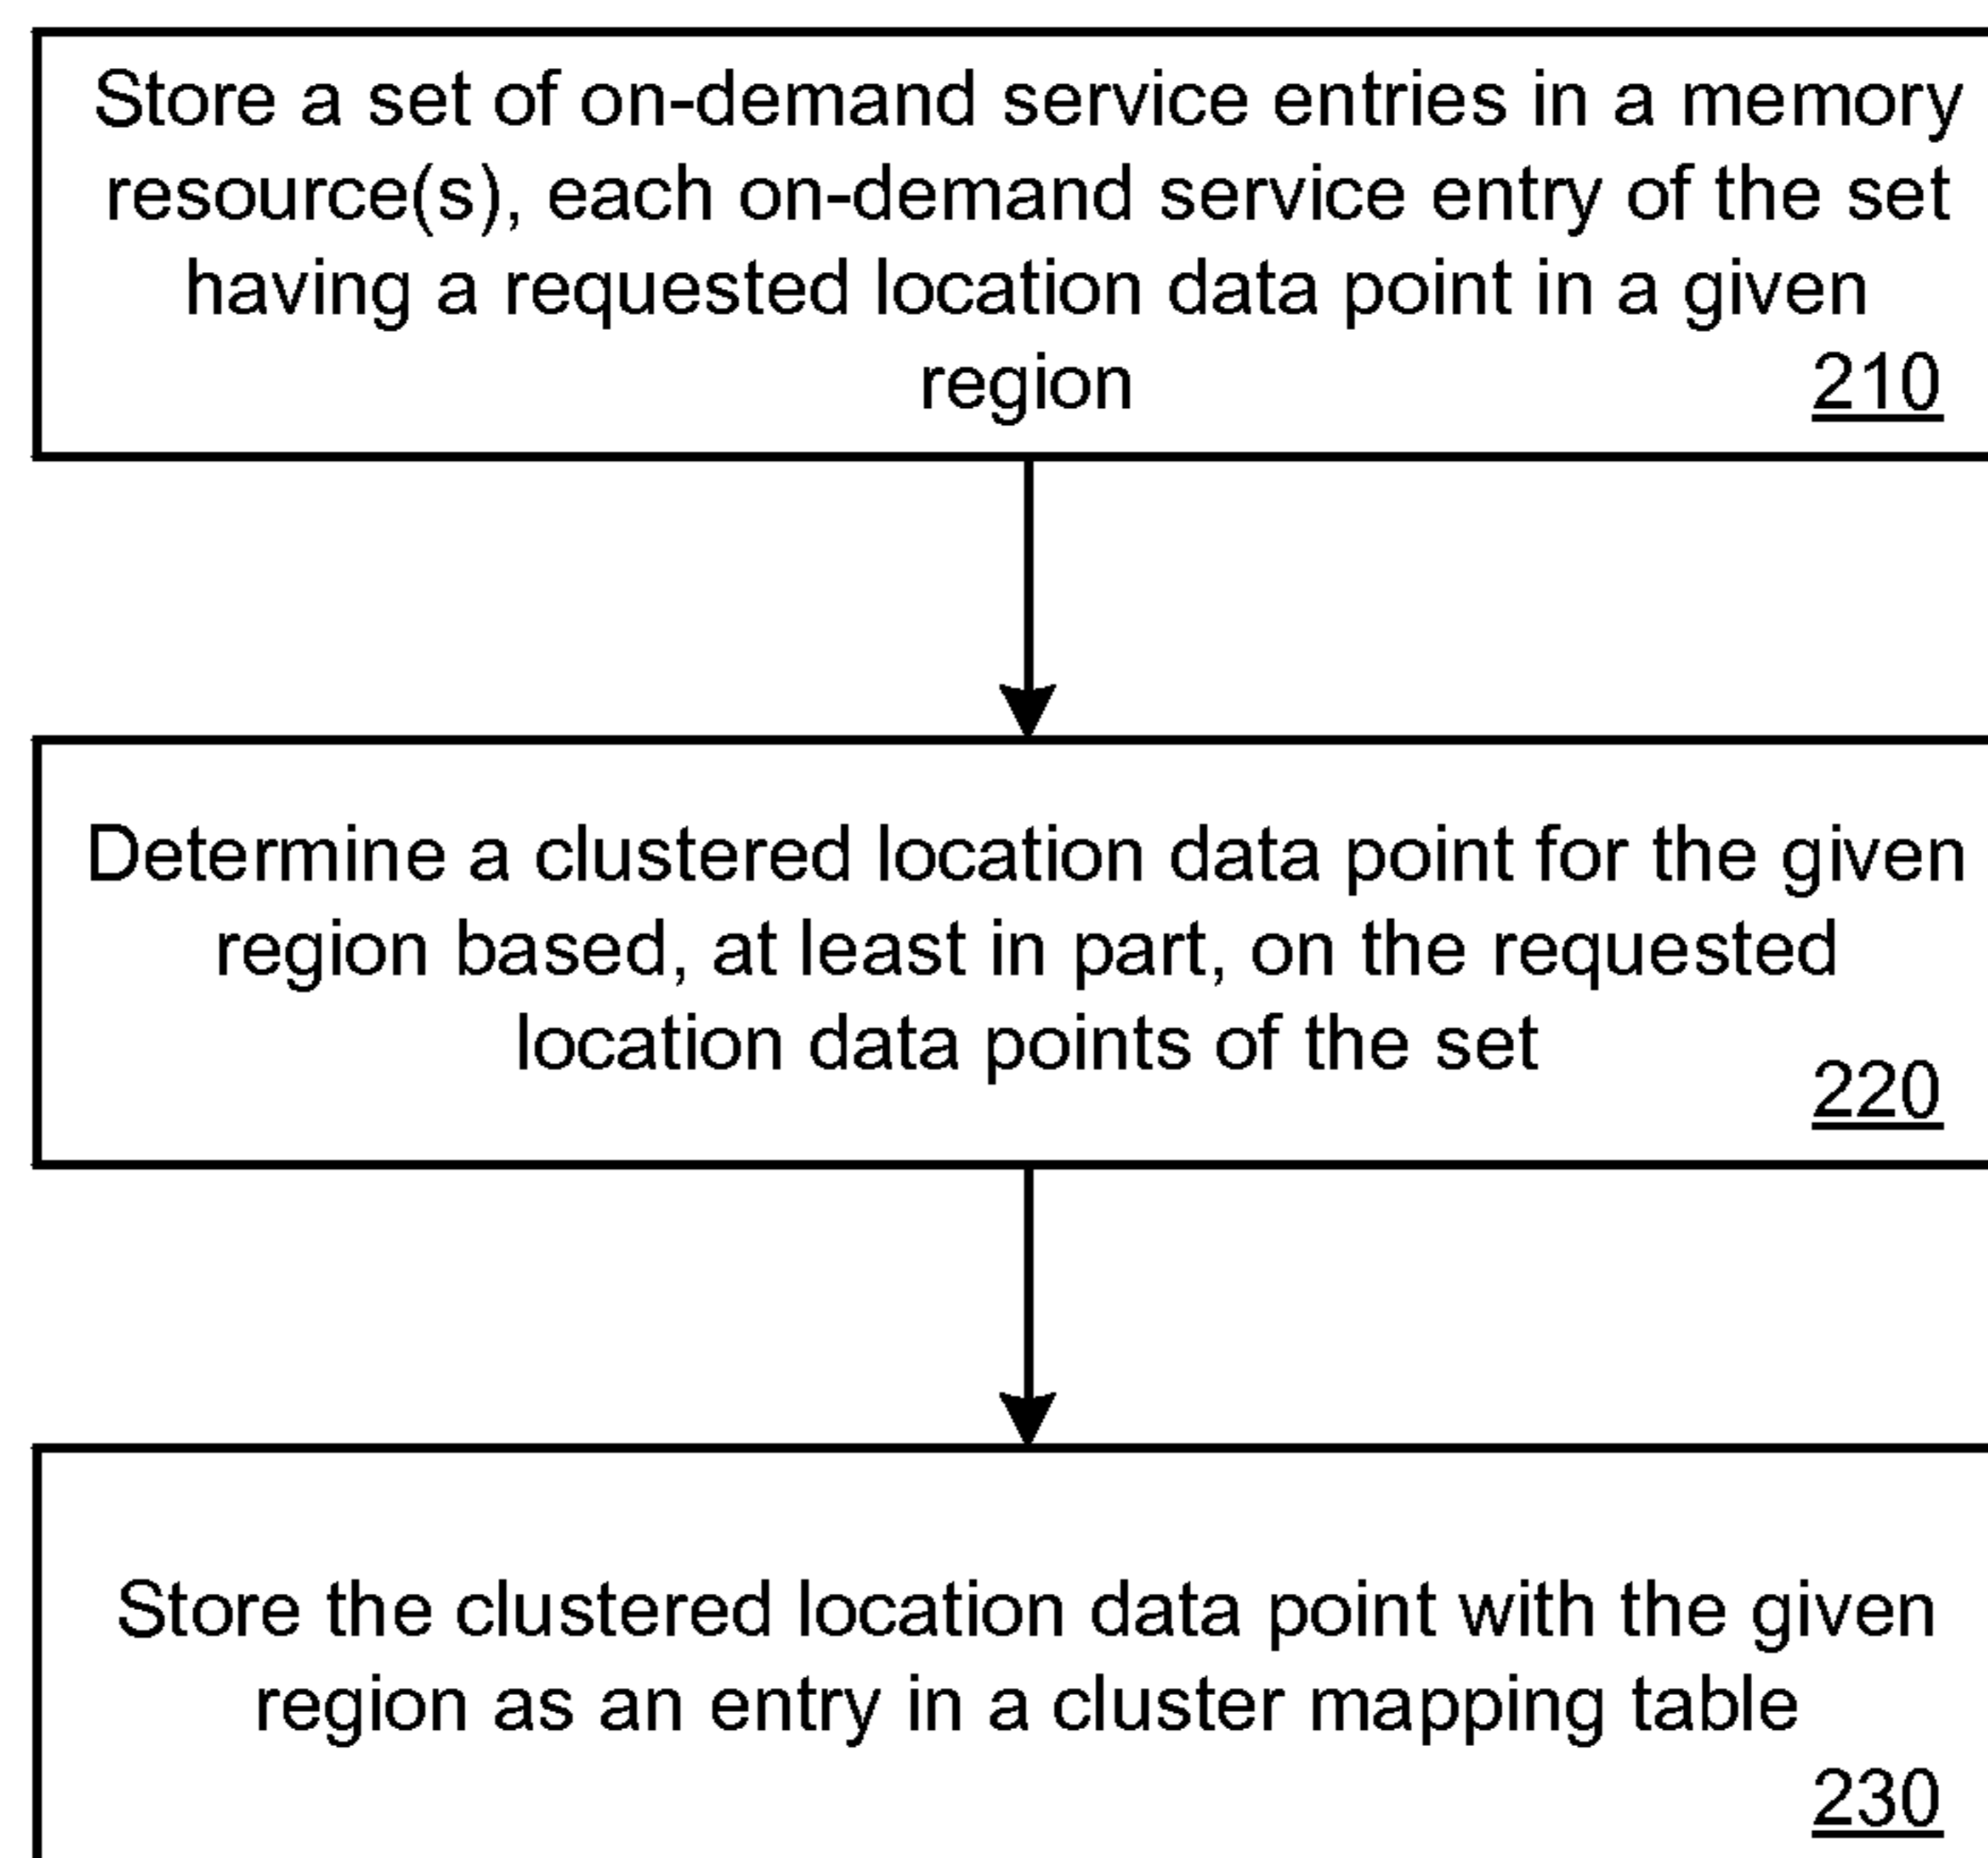 Store a set of on-demand service entries in a memory
resource(s), each on-demand service entry of the set
having a requested location data point in a given
region
210
Determine a clustered location data point for the given
region based, at least in part, on the requested
location data points of the set
220
Store the clustered location data point with the given
region as an entry in a cluster mapping table
230